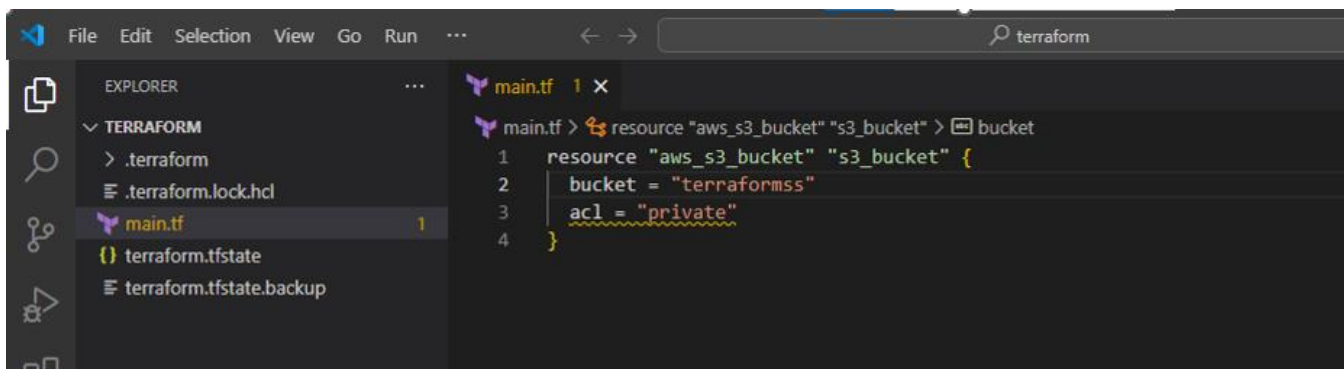 File Edit Selection View Go Run ...
terraform
EXPLORER ...
TERRAFORM
.terraform
.terraform.lock.hcl
main.tf 1
terraform.tfstate
terraform.tfstate.backup
main.tf 1
main.tf > resource "aws_s3_bucket" "s3_bucket" > bucket
1 resource "aws_s3_bucket" "s3_bucket" {
2 bucket = "terraformss"
3 acl = "private"
4 }